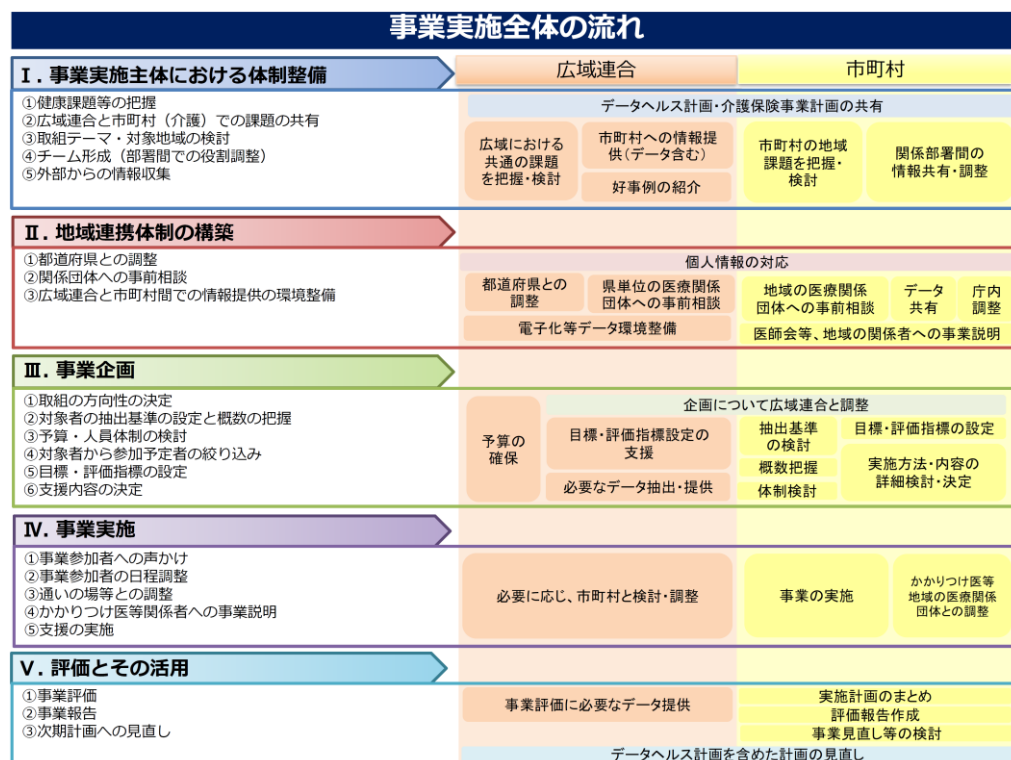 事業実施全体の流れ
Ⅰ．事業実施主体における体制整備
広域連合
市町村
①健康課題等の把握
②広域連合と市町村（介護）での課題の共有
③取組テーマ・対象地域の検討
④チーム形成（部署間での役割調整）
⑤外部からの情報収集
データヘルス計画・介護保険事業計画の共有
広域における
共通の課題
を把握・検討
市町村への情報提
供（データ含む）
好事例の紹介
市町村の地域
課題を把握・
検討
関係部署間の
情報共有・調整
Ⅱ．地域連携体制の構築
①都道府県との調整
②関係団体への事前相談
③広域連合と市町村間での情報提供の環境整備
個人情報の対応
都道府県との
調整
県単位の医療関係
団体への事前相談
電子化等データ環境整備
地域の医療関係
団体への事前相談
データ
共有
庁内
調整
医師会等、地域の関係者への事業説明
Ⅲ．事業企画
①取組の方向性の決定
②対象者の抽出基準の設定と概数の把握
③予算・人員体制の検討
④対象者から参加予定者の絞り込み
⑤目標・評価指標の設定
⑥支援内容の決定
企画について広域連合と調整
予算の
確保
目標・評価指標設定の
支援
必要なデータ抽出・提供
抽出基準
の検討
概数把握
体制検討
目標・評価指標の設定
実施方法・内容の
詳細検討・決定
Ⅳ．事業実施
①事業参加者への声かけ
②事業参加者の日程調整
③通いの場等との調整
④かかりつけ医等関係者への事業説明
⑤支援の実施
必要に応じ、市町村と検討・調整
事業の実施
かかりつけ医等
地域の医療関係
団体との調整
Ⅴ．評価とその活用
①事業評価
②事業報告
③次期計画への見直し
事業評価に必要なデータ提供
実施計画のまとめ
評価報告作成
事業見直し等の検討
データヘルス計画を含めた計画の見直し